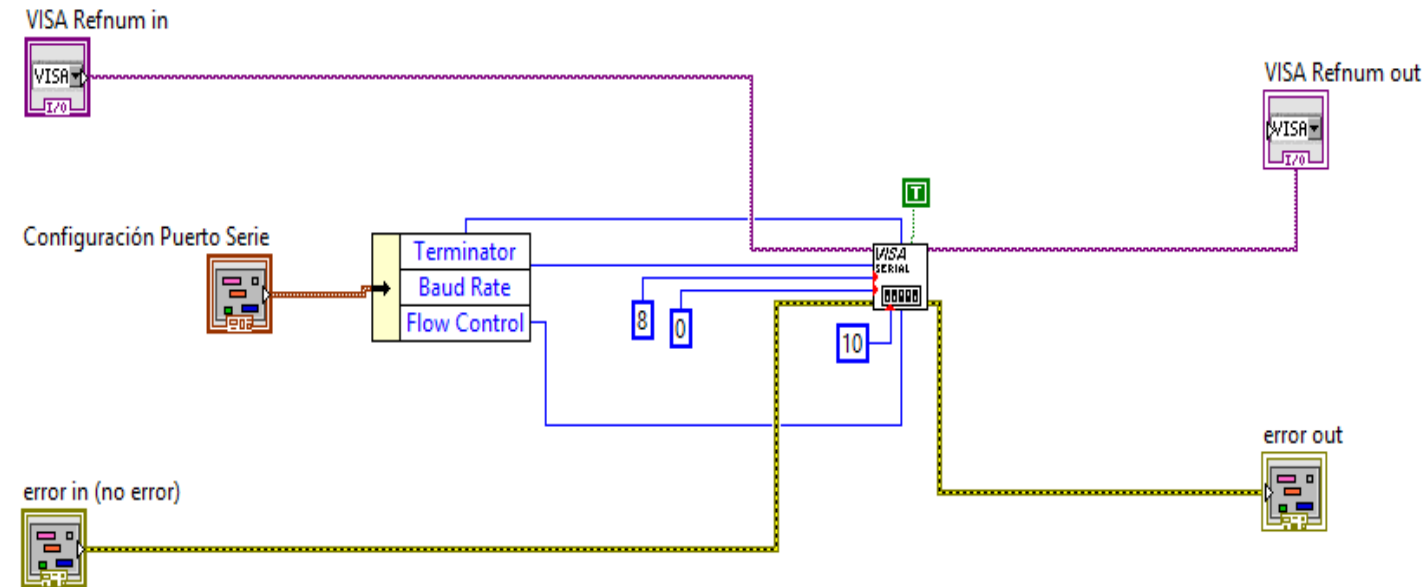 VISA Refnum in
VISA
I/O
VISA Refnum out
VISA
I/O
T
Configuración Puerto Serie
Terminator
Baud Rate
Flow Control
VISA
SERIAL
8
0
10
error out
error in (no error)